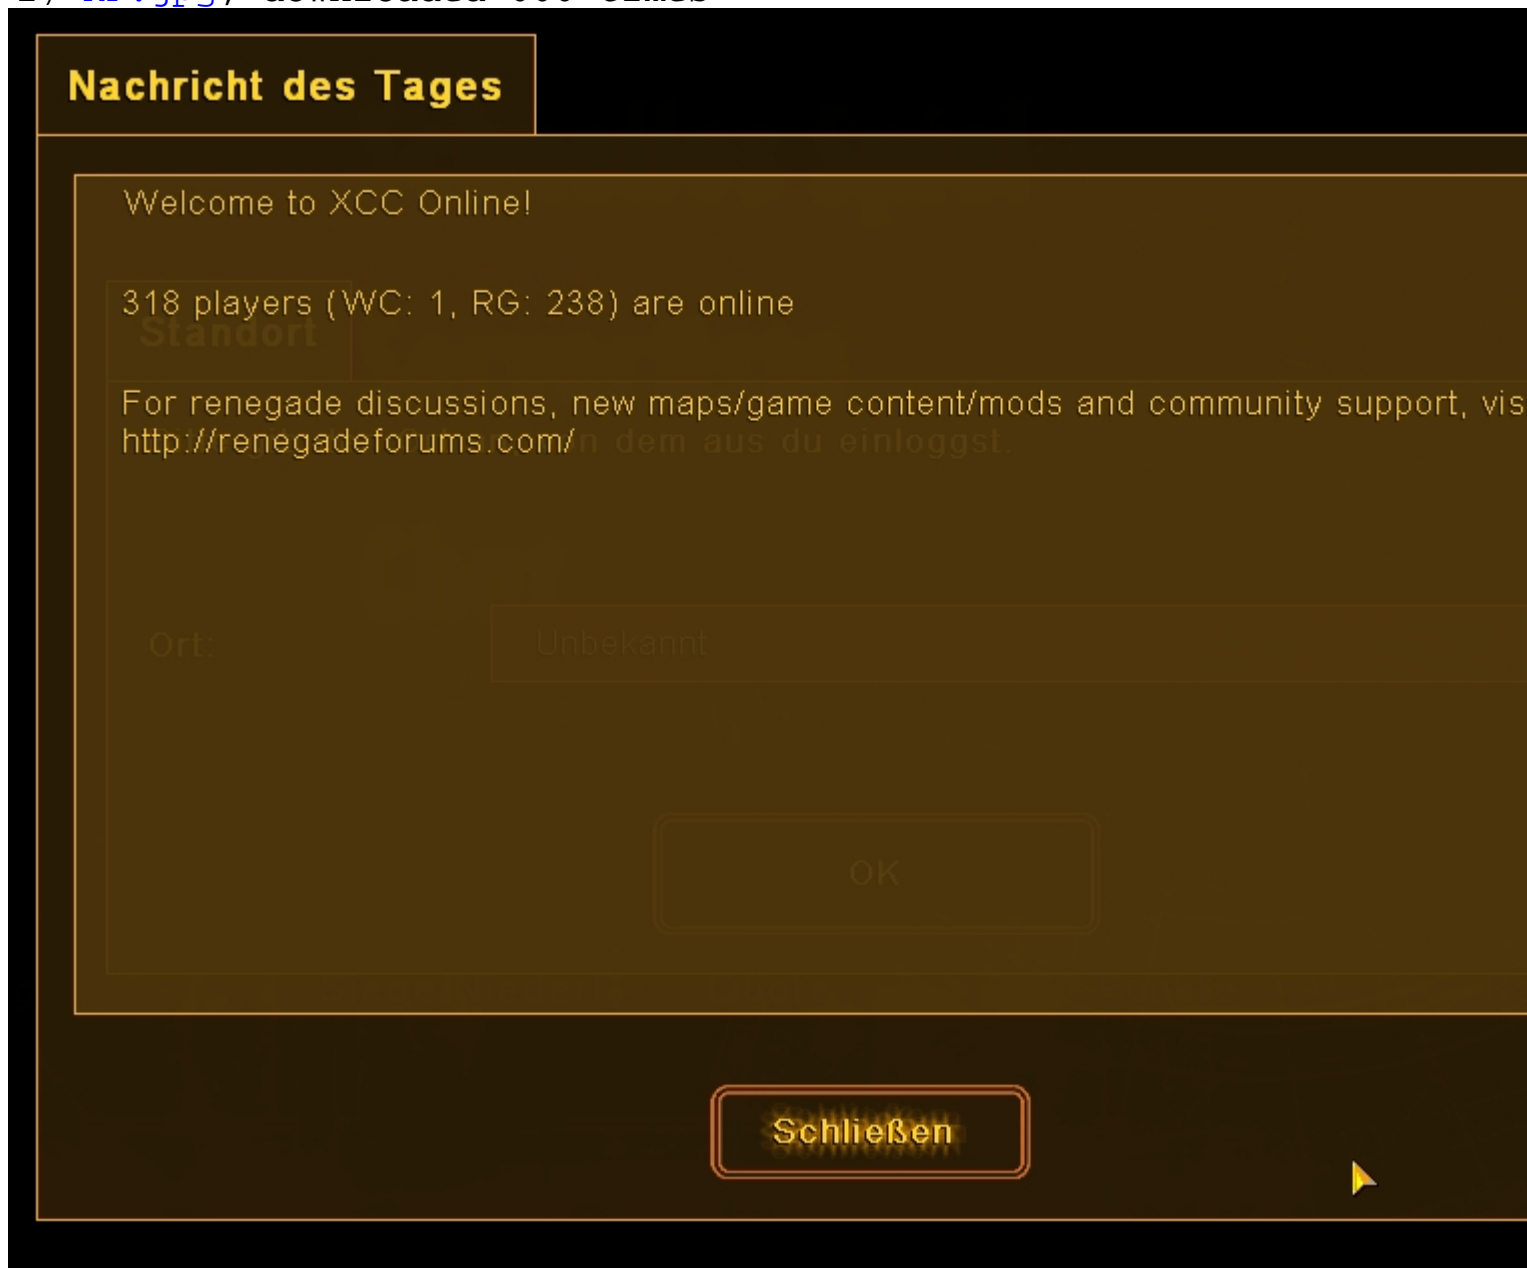 Nachricht des Tages
Welcome to XCC Online!
318 players (WC: 1, RG: 238) are online
Standort
For renegade discussions, new maps/game content/mods and community support, vis
http://renegadeforums.com/
n dem aus du einloggst.
Ort:
Unbekannt
OK
Schließen